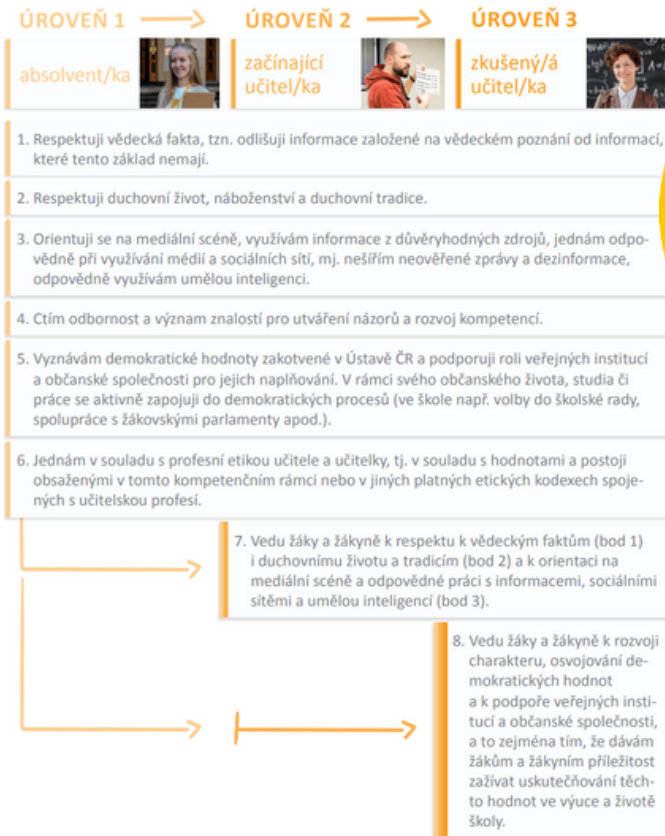 ÚROVEŇ 1
ÚROVEŇ 2
ÚROVEŇ 3
absolvent/ka
začínající
učitel/ka
zkušený/á
učitel/ka
1. Respektuji vědecká fakta, tzn. odlišuji informace založené na vědeckém poznání od informací,
které tento základ nemají.
2. Respektuji duchovní život, náboženství a duchovní tradice.
3. Orientuji se na mediální scéně, využívám informace z důvěryhodných zdrojů, jednám odpo-
vědně při využívání médií a sociálních sítí, mj. nešířím neověřené zprávy a dezinformace,
odpovědně využívám umělou inteligenci.
4. Ctím odbornost a význam znalostí pro utváření názorů a rozvoj kompetencí.
5. Vyznávám demokratické hodnoty zakotvené v Ústavě ČR a podporuji roli veřejných institucí
a občanské společnosti pro jejich naplňování. V rámci svého občanského života, studia či
práce se aktivně zapojuji do demokratických procesů (ve škole např. volby do školské rady,
spolupráce s žákovskými parlamenty apod.).
6. Jednám v souladu s profesní etikou učitele a učitelky, tj. v souladu s hodnotami a postoji
obsaženými v tomto kompetenčním rámci nebo v jiných platných etických kodexech spoje-
ných s učitelskou profesí.
7. Vedu žáky a žákyně k respektu k vědeckým faktům (bod 1)
i duchovnímu životu a tradicím (bod 2) a k orientaci na
mediální scéně a odpovědné práci s informacemi, sociálními
sítěmi a umělou inteligencí (bod 3).
8. Vedu žáky a žákyně k rozvoji
charakteru, osvojování de-
mokratických hodnot
a k podpoře veřejných insti-
tucí a občanské společnosti,
a to zejména tím, že dávám
žákům a žákyním příležitost
zažívat uskutečňování těch-
to hodnot ve výuce a životě
školy.